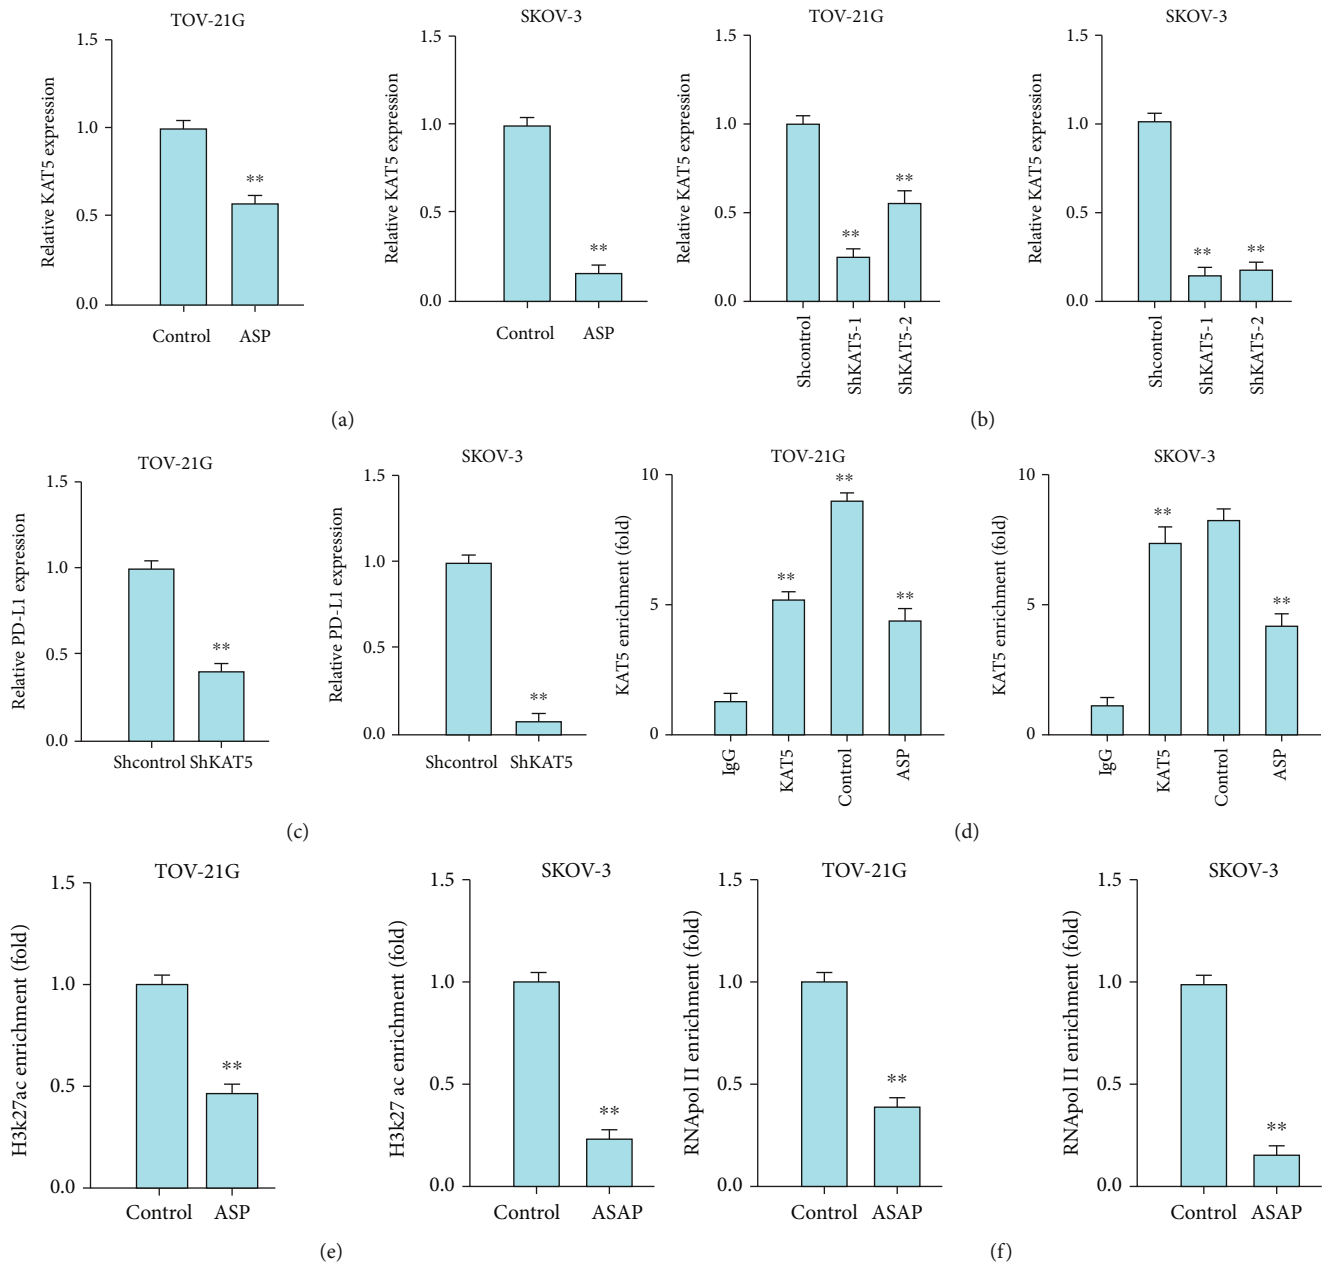 TOV-21G
Relative KAT5 expression
1.5
1.0
0.5
0.0
**
Control ASP
SKOV-3
Relative KAT5 expression
1.5
1.0
0.5
0.0
**
Control ASP
(a)
TOV-21G
Relative KAT5 expression
1.5
1.0
0.5
0.0
**
**
Shcontrol
ShKAT5-1
ShKAT5-2
SKOV-3
Relative KAT5 expression
1.5
1.0
0.5
0.0
**
**
Shcontrol
ShKAT5-1
ShKAT5-2
(b)
TOV-21G
Relative PD-L1 expression
1.5
1.0
0.5
0.0
**
Shcontrol ShKAT5
SKOV-3
Relative PD-L1 expression
1.5
1.0
0.5
0.0
**
Shcontrol ShKAT5
(c)
TOV-21G
KAT5 enrichment (fold)
10
5
0
**
**
**
IgG
KAT5
Control
ASP
SKOV-3
KAT5 enrichment (fold)
10
5
0
**
**
IgG
KAT5
Control
ASP
(d)
TOV-21G
H3k27ac enrichment (fold)
1.5
1.0
0.5
0.0
**
Control ASP
SKOV-3
H3k27 ac enrichment (fold)
1.5
1.0
0.5
0.0
**
Control ASAP
(e)
TOV-21G
RNApol II enrichment (fold)
1.5
1.0
0.5
0.0
**
Control ASAP
SKOV-3
RNApol II enrichment (fold)
1.5
1.0
0.5
0.0
**
Control ASAP
(f)